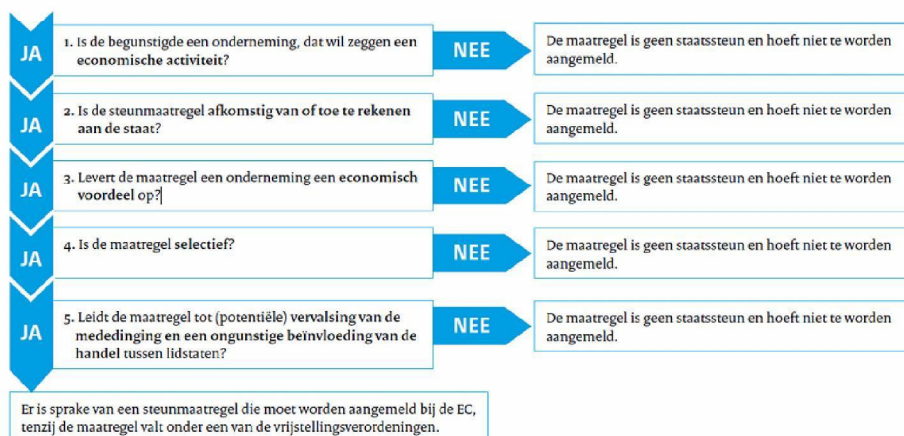 JA
1. Is de begunstigde een onderneming, dat wil zeggen een
economische activiteit?
NEE
De maatregel is geen staatssteun en hoeft niet te worden
aangemeld.
JA
2. Is de steunmaatregel afkomstig van of toe te rekenen
aan de staat?
NEE
De maatregel is geen staatssteun en hoeft niet te worden
aangemeld.
JA
3. Levert de maatregel een onderneming een economisch
voordeel op?
NEE
De maatregel is geen staatssteun en hoeft niet te worden
aangemeld.
JA
4. Is de maatregel selectief?
NEE
De maatregel is geen staatssteun en hoeft niet te worden
aangemeld.
JA
5. Leidt de maatregel tot (potentiële) vervalsing van de
mededinging en een ongunstige beïnvloeding van de
handel tussen lidstaten?
NEE
De maatregel is geen staatssteun en hoeft niet te worden
aangemeld.
Er is sprake van een steunmaatregel die moet worden aangemeld bij de EC,
tenzij de maatregel valt onder een van de vrijstellingsverordeningen.